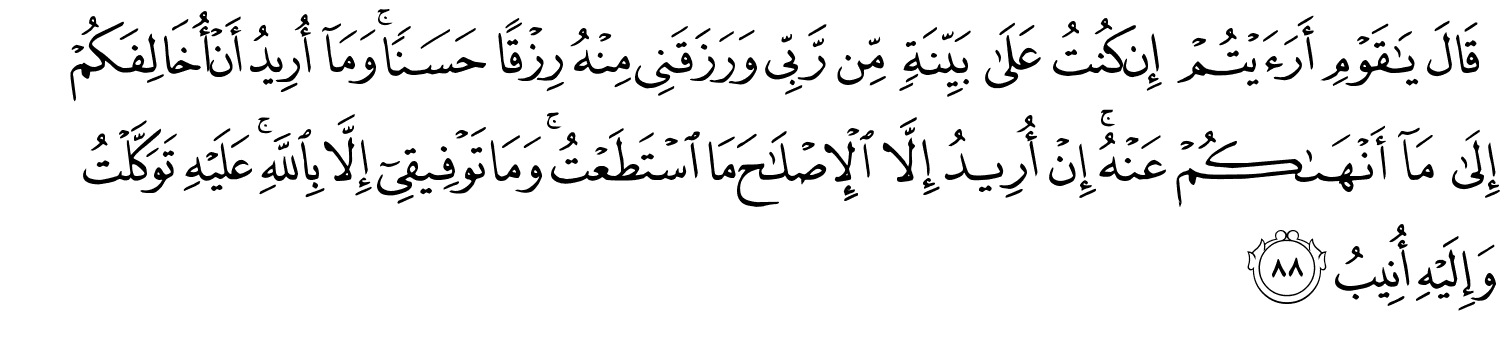 قَالَ يَـٰقَوْمِ أَرَءَيْتُمْ إِن كُنتُ عَلَىٰ بَيِّنَةٍ مِّن رَّبِّى وَرَزَقَنِى مِنْهُ رِزْقًا حَسَنًا ۚ وَمَآ أُرِيدُ أَنْ أُخَالِفَكُمْ
إِلَىٰ مَآ أَنْهَىٰكُمْ عَنْهُ ۚ إِنْ أُرِيدُ إِلَّا ٱلْإِصْلَـٰحَ مَا ٱسْتَطَعْتُ ۚ وَمَا تَوْفِيقِىٓ إِلَّا بِٱللَّهِ ۚ عَلَيْهِ تَوَكَّلْتُ
وَإِلَيْهِ أُنِيبُ ٨٨